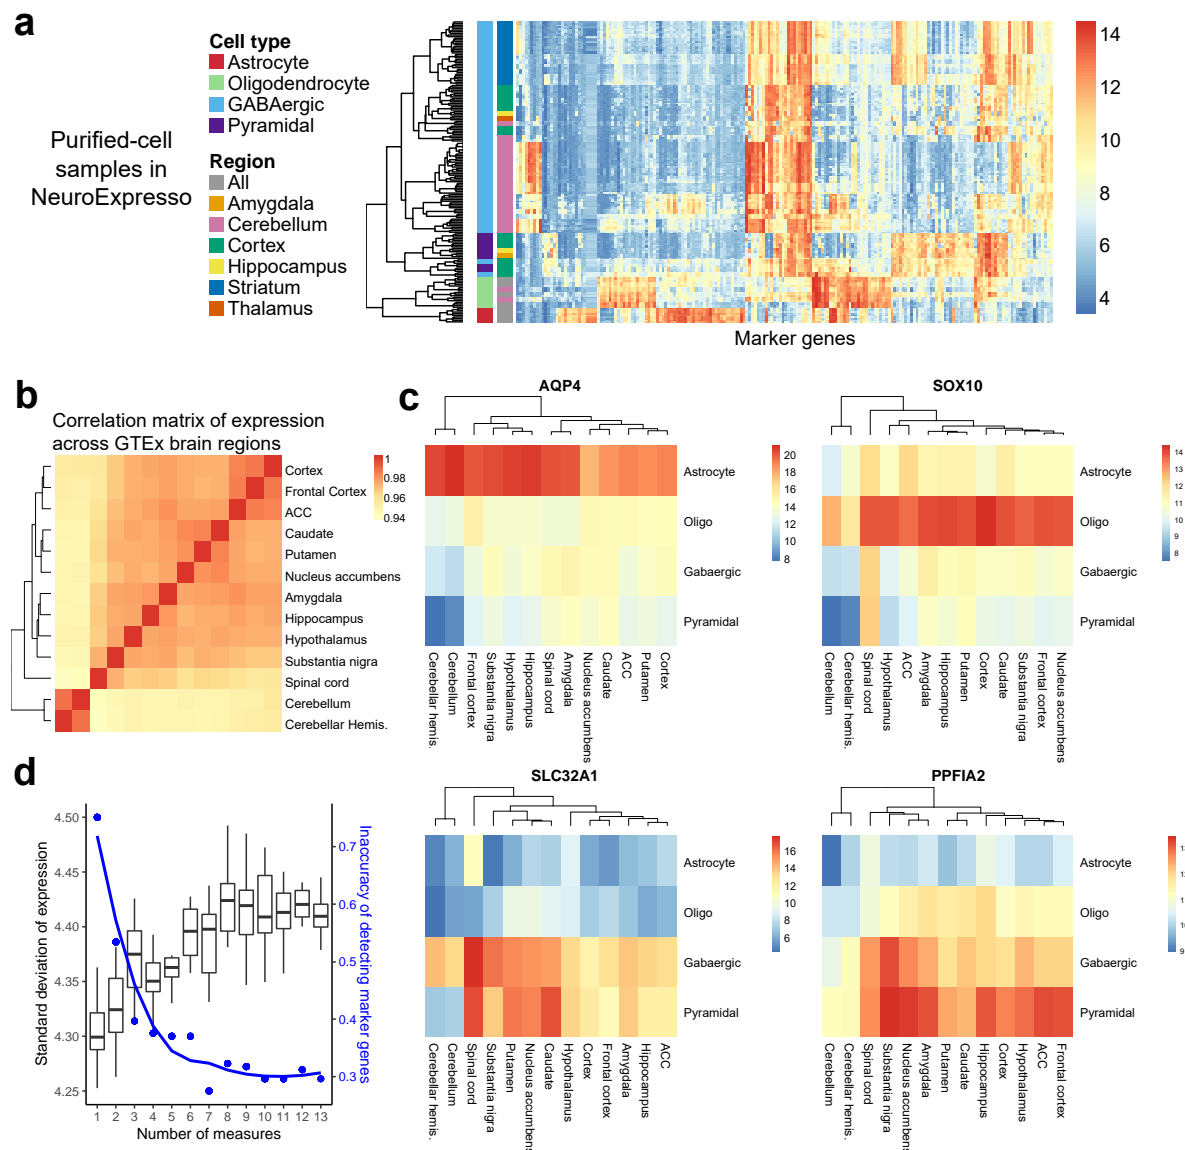 a
Purified-cell
samples in
NeuroExpresso
Cell type
Astrocyte
Oligodendrocyte
GABAergic
Pyramidal
Region
All
Amygdala
Cerebellum
Cortex
Hippocampus
Striatum
Thalamus
14
12
10
8
6
4
Marker genes
b
Correlation matrix of expression
across GTEx brain regions
1
0.98
0.96
0.94
Cortex
Frontal Cortex
ACC
Caudate
Putamen
Nucleus accumbens
Amygdala
Hippocampus
Hypothalamus
Substantia nigra
Spinal cord
Cerebellum
Cerebellar Hemis.
c
AQP4
Astrocyte
Oligo
Gabaergic
Pyramidal
20
18
16
14
12
10
8
Cerebellar hemis.
Cerebellum
Frontal cortex
Substantia nigra
Hypothalamus
Hippocampus
Spinal cord
Amygdala
Nucleus accumbens
Caudate
ACC
Putamen
Cortex
SOX10
Astrocyte
Oligo
Gabaergic
Pyramidal
14
13
12
11
10
9
8
Cerebellum
Cerebellar hemis.
Spinal cord
Hypothalamus
ACC
Amygdala
Hippocampus
Putamen
Cortex
Caudate
Substantia nigra
Frontal cortex
Nucleus accumbens
SLC32A1
Astrocyte
Oligo
Gabaergic
Pyramidal
16
14
12
10
8
6
Cerebellar hemis.
Cerebellum
Spinal cord
Substantia nigra
Putamen
Nucleus accumbens
Caudate
Hypothalamus
Cortex
Frontal cortex
Amygdala
Hippocampus
ACC
PPFIA2
Astrocyte
Oligo
Gabaergic
Pyramidal
13
12
11
10
9
Cerebellum
Cerebellar hemis.
Spinal cord
Substantia nigra
Nucleus accumbens
Amygdala
Putamen
Caudate
Hippocampus
Cortex
Hypothalamus
ACC
Frontal cortex
d
Standard deviation of expression
4.50
4.45
4.40
4.35
4.30
4.25
1 2 3 4 5 6 7 8 9 10 11 12 13
Number of measures
0.7
0.6
0.5
0.4
0.3
Inaccuracy of detecting marker genes